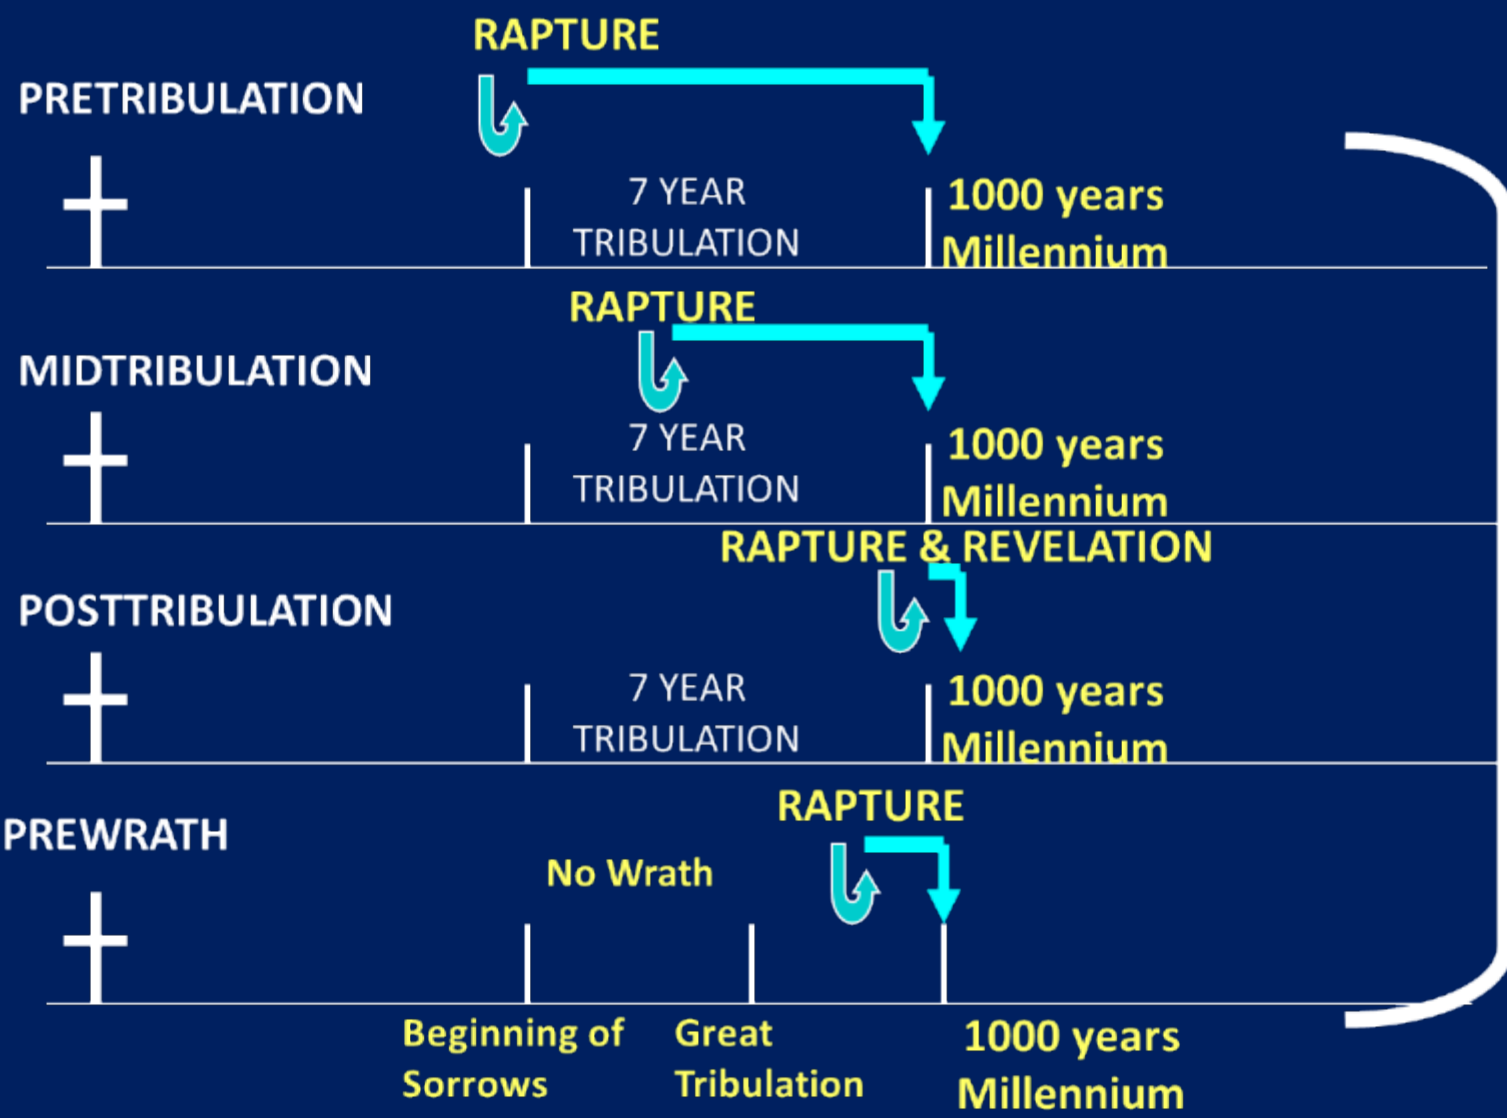 RAPTURE
PRETRIBULATION
7 YEAR
TRIBULATION
1000 years
Millennium
RAPTURE
MIDTRIBULATION
7 YEAR
TRIBULATION
1000 years
Millennium
RAPTURE & REVELATION
POSTTRIBULATION
7 YEAR
TRIBULATION
1000 years
Millennium
RAPTURE
PREWRATH
No Wrath
Beginning of
Sorrows
Great
Tribulation
1000 years
Millennium